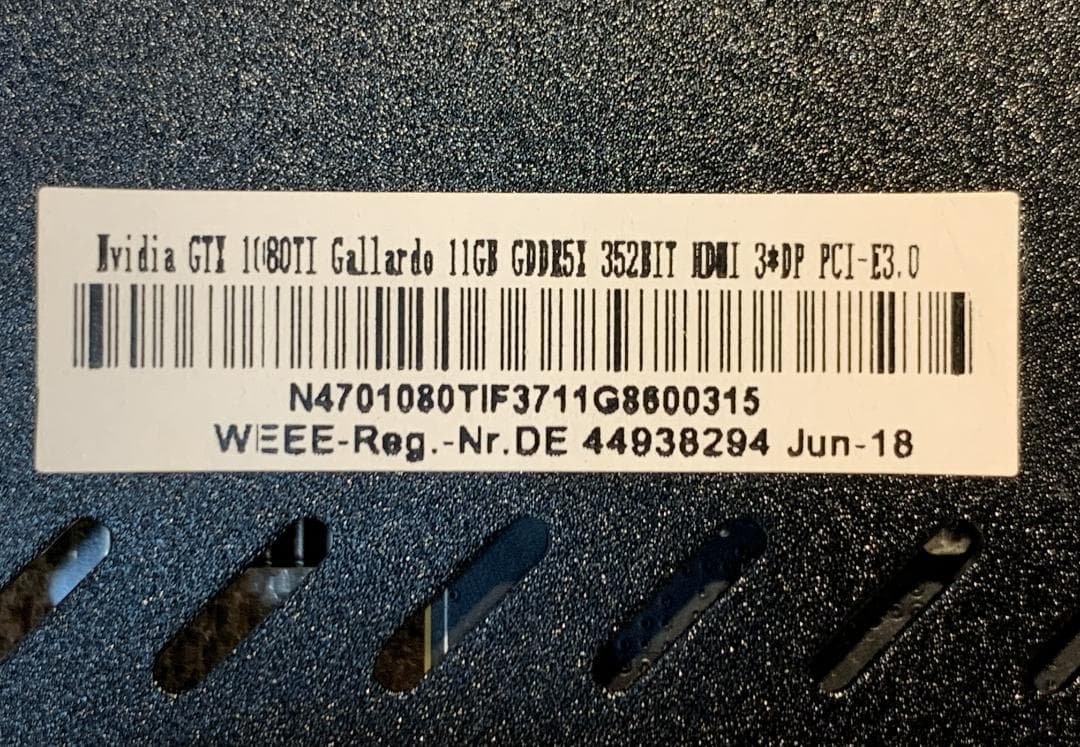 Nvidia GTX 1080TI Gallardo 11GB GDDR5X 352BIT HDMI 3*DP PCI-E3.0
N4701080TIF3711G8600315
WEEE-Reg.-Nr.DE 44938294 Jun-18